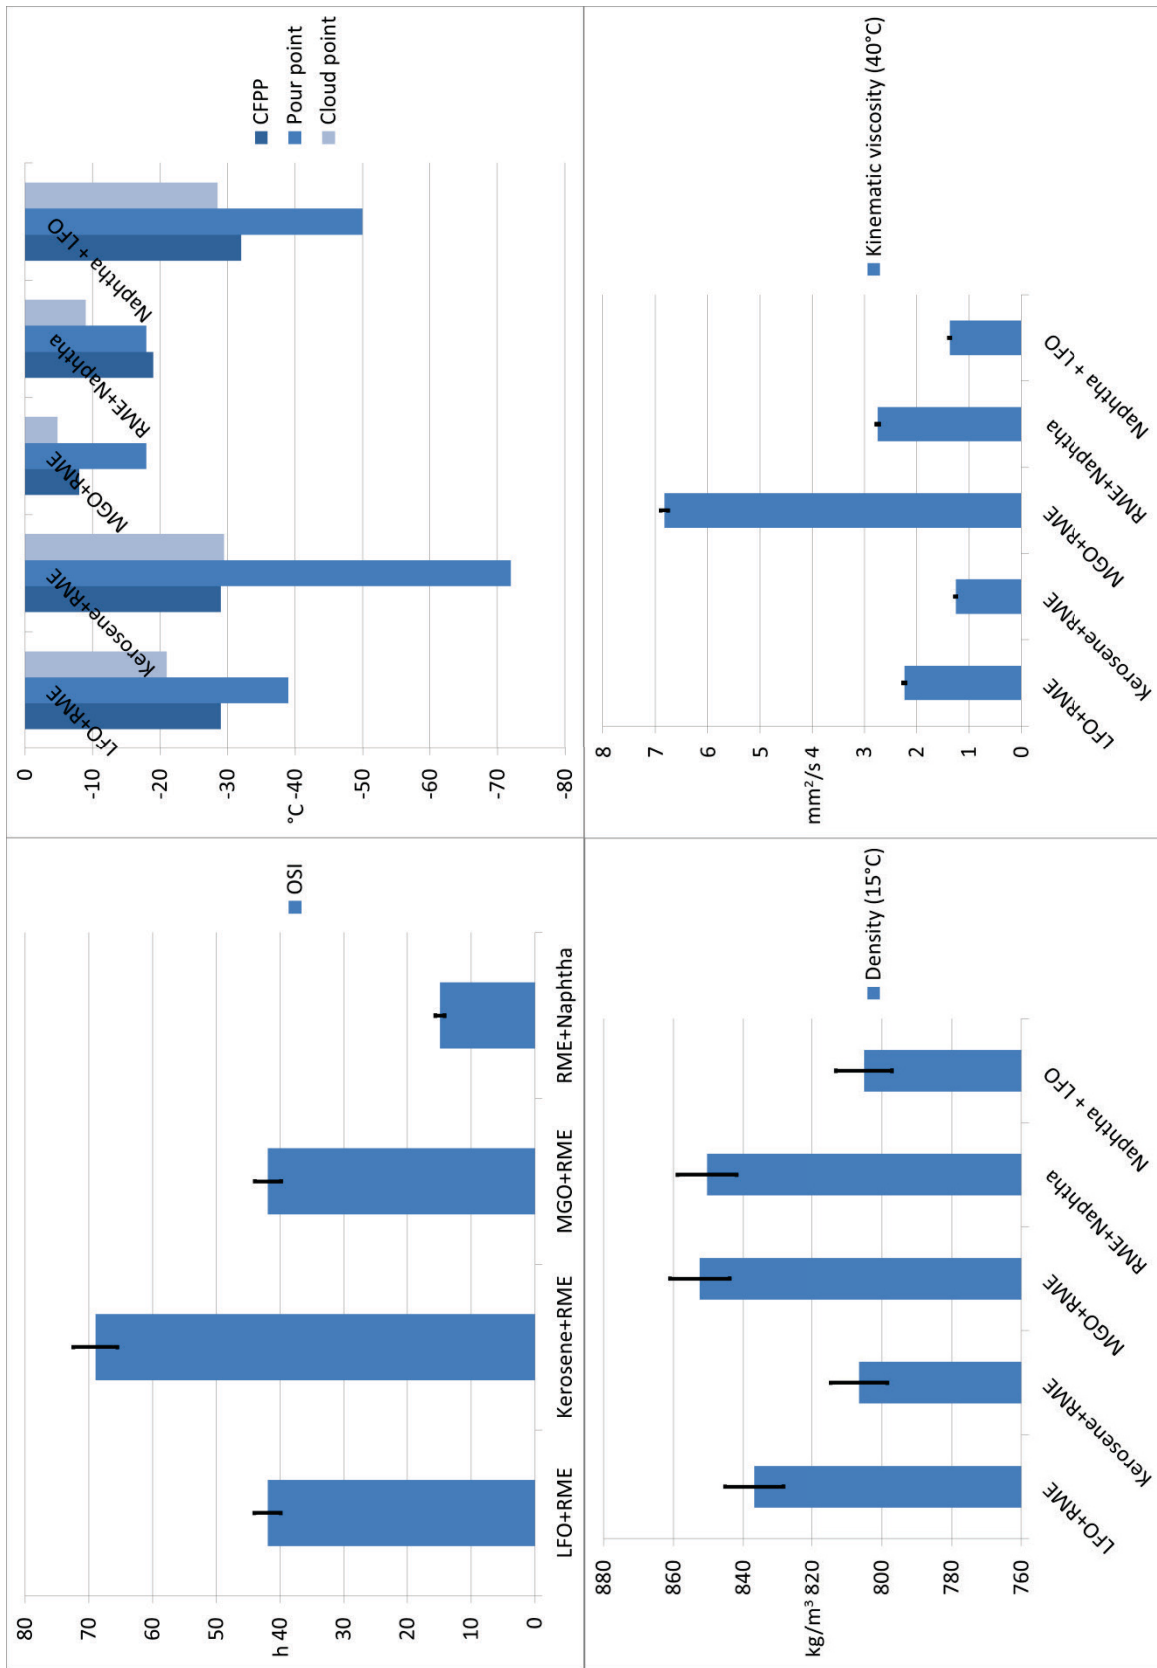 80
70
60
50
h 40
30
20
10
0
LFO+RME
Kerosene+RME
MGO+RME
RME+Naphtha
OSI
0
-10
-20
-30
°C -40
-50
-60
-70
-80
LFO+RME
Kerosene+RME
MGO+RME
RME+Naphtha
Naphtha + LFO
CFPP
Pour point
Cloud point
880
860
840
kg/m³ 820
800
780
760
LFO+RME
Kerosene+RME
MGO+RME
RME+Naphtha
Naphtha + LFO
Density (15°C)
8
7
6
5
mm²/s 4
3
2
1
0
LFO+RME
Kerosene+RME
MGO+RME
RME+Naphtha
Naphtha + LFO
Kinematic viscosity (40°C)